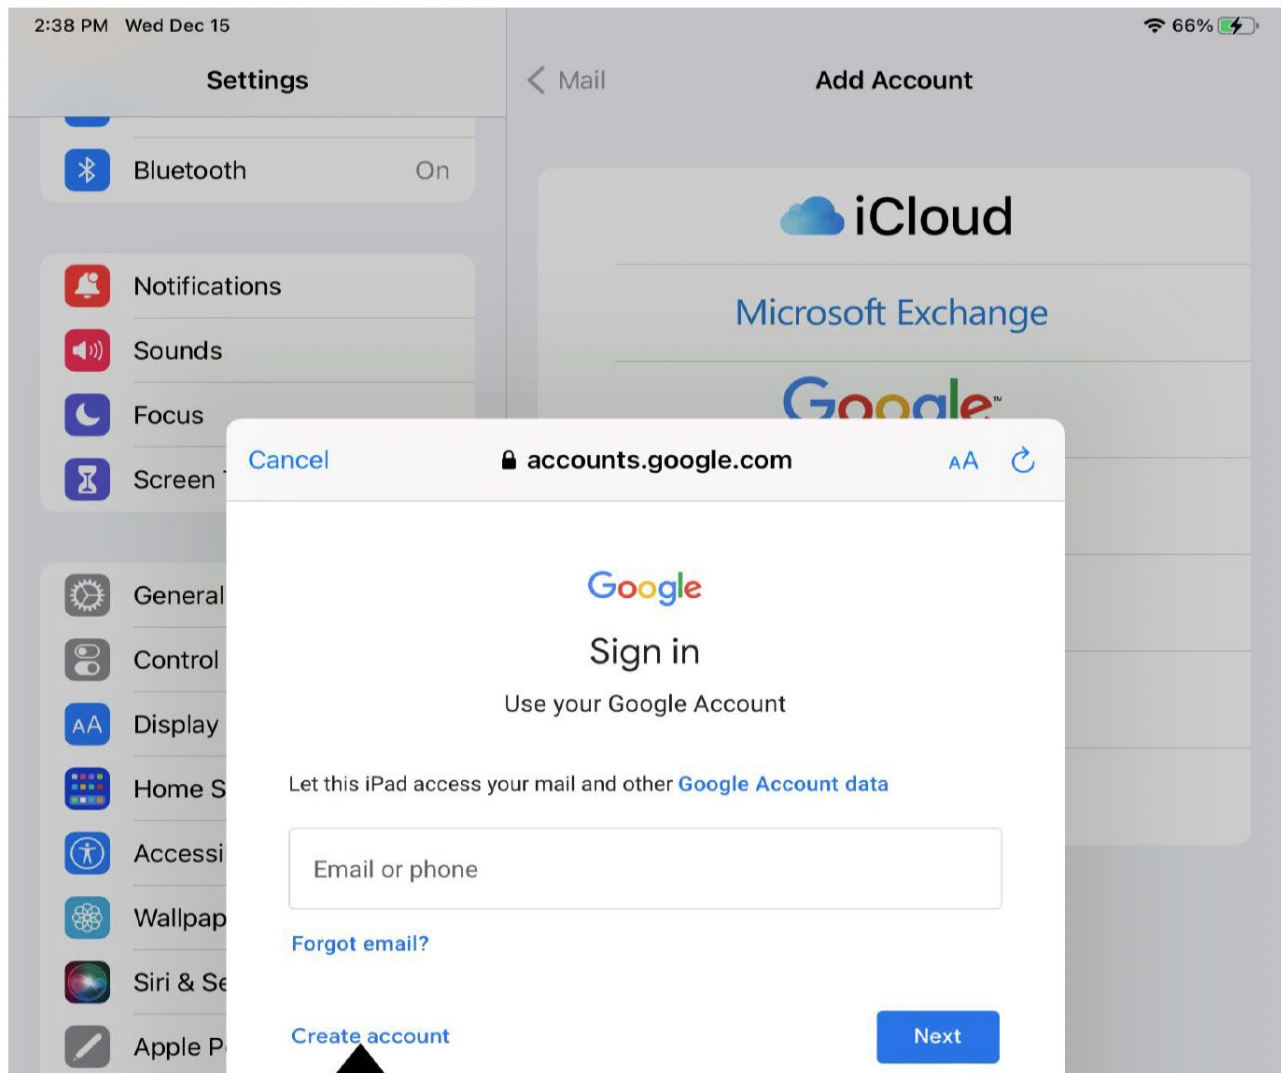 2:38 PM Wed Dec 15
66%
Settings
Mail
Add Account
Bluetooth On
Notifications
Sounds
Focus
Screen
General
Control
Display
Home S
Accessi
Wallpap
Siri & Se
Apple P
iCloud
Microsoft Exchange
Google™
Cancel
accounts.google.com
AA
Google
Sign in
Use your Google Account
Let this iPad access your mail and other Google Account data
Email or phone
Forgot email?
Create account
Next